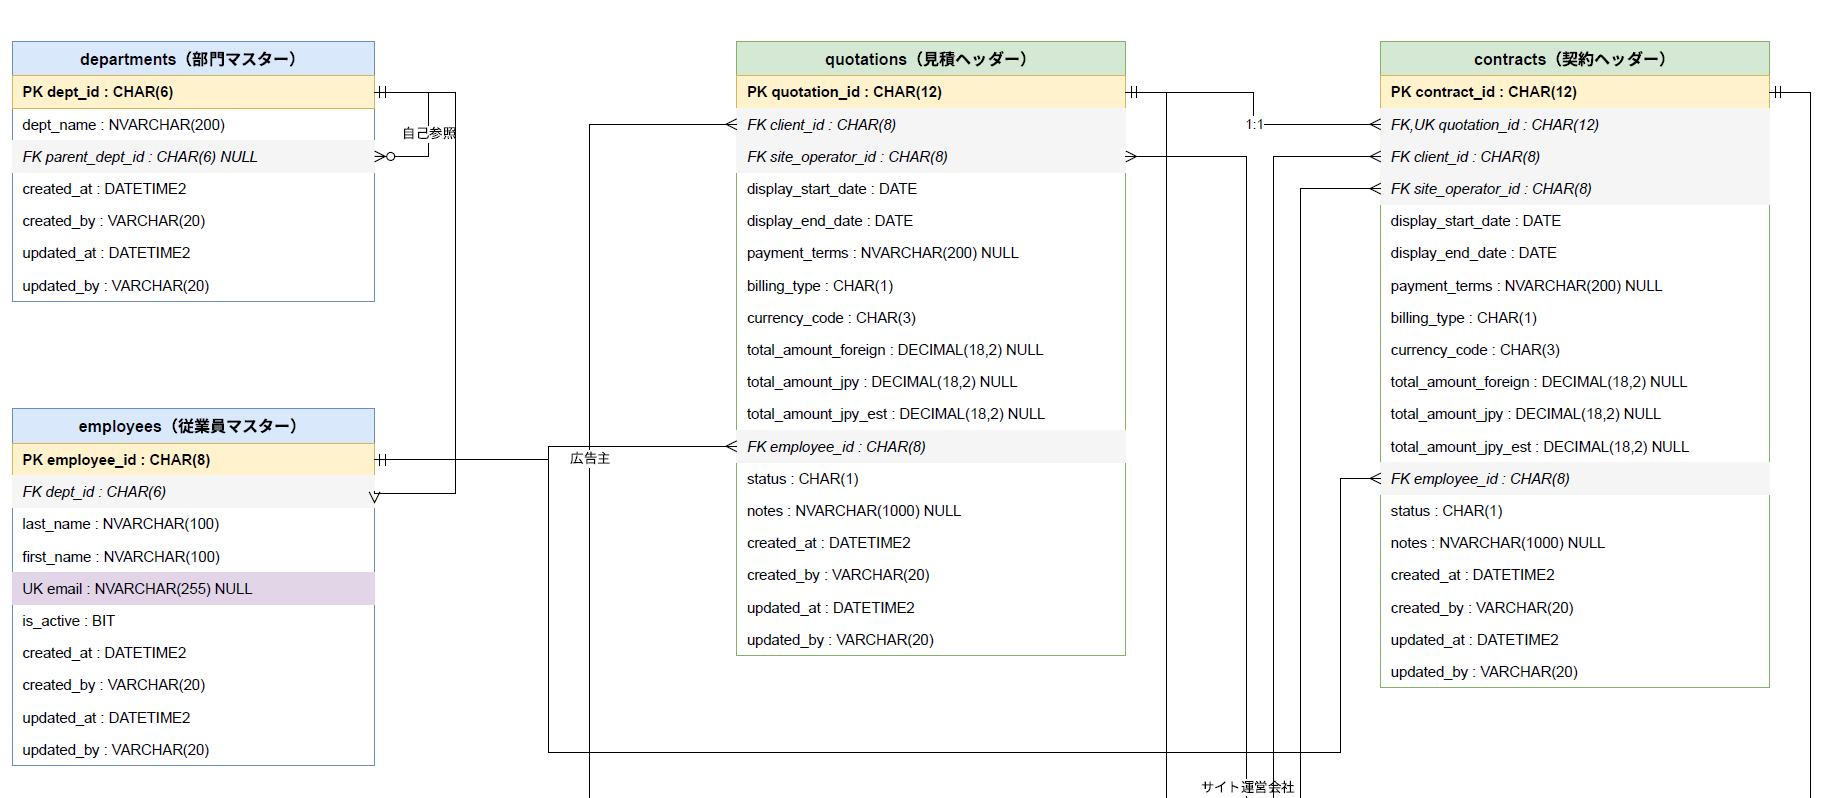 departments（部門マスター）
PK dept_id : CHAR(6)
dept_name : NVARCHAR(200)
FK parent_dept_id : CHAR(6) NULL
created_at : DATETIME2
created_by : VARCHAR(20)
updated_at : DATETIME2
updated_by : VARCHAR(20)
自己参照
employees（従業員マスター）
PK employee_id : CHAR(8)
FK dept_id : CHAR(6)
last_name : NVARCHAR(100)
first_name : NVARCHAR(100)
UK email : NVARCHAR(255) NULL
is_active : BIT
created_at : DATETIME2
created_by : VARCHAR(20)
updated_at : DATETIME2
updated_by : VARCHAR(20)
広告主
quotations（見積ヘッダー）
PK quotation_id : CHAR(12)
FK client_id : CHAR(8)
FK site_operator_id : CHAR(8)
display_start_date : DATE
display_end_date : DATE
payment_terms : NVARCHAR(200) NULL
billing_type : CHAR(1)
currency_code : CHAR(3)
total_amount_foreign : DECIMAL(18,2) NULL
total_amount_jpy : DECIMAL(18,2) NULL
total_amount_jpy_est : DECIMAL(18,2) NULL
FK employee_id : CHAR(8)
status : CHAR(1)
notes : NVARCHAR(1000) NULL
created_at : DATETIME2
created_by : VARCHAR(20)
updated_at : DATETIME2
updated_by : VARCHAR(20)
1:1
サイト運営会社
contracts（契約ヘッダー）
PK contract_id : CHAR(12)
FK,UK quotation_id : CHAR(12)
FK client_id : CHAR(8)
FK site_operator_id : CHAR(8)
display_start_date : DATE
display_end_date : DATE
payment_terms : NVARCHAR(200) NULL
billing_type : CHAR(1)
currency_code : CHAR(3)
total_amount_foreign : DECIMAL(18,2) NULL
total_amount_jpy : DECIMAL(18,2) NULL
total_amount_jpy_est : DECIMAL(18,2) NULL
FK employee_id : CHAR(8)
status : CHAR(1)
notes : NVARCHAR(1000) NULL
created_at : DATETIME2
created_by : VARCHAR(20)
updated_at : DATETIME2
updated_by : VARCHAR(20)